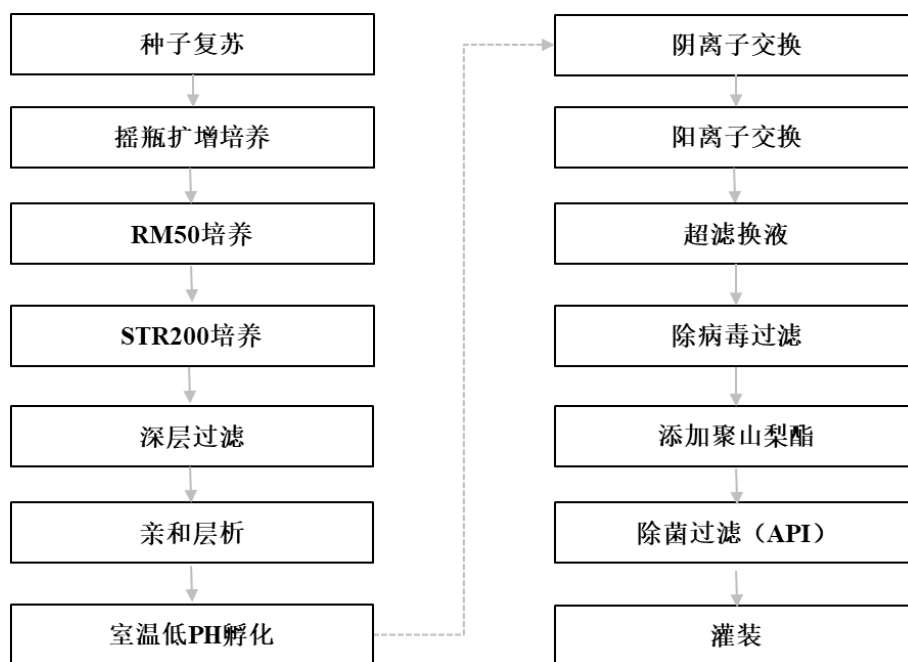 种子复苏
摇瓶扩增培养
RM50培养
STR200培养
深层过滤
亲和层析
室温低PH孵化
阴离子交换
阳离子交换
超滤换液
除病毒过滤
添加聚山梨酯
除菌过滤（API）
灌装